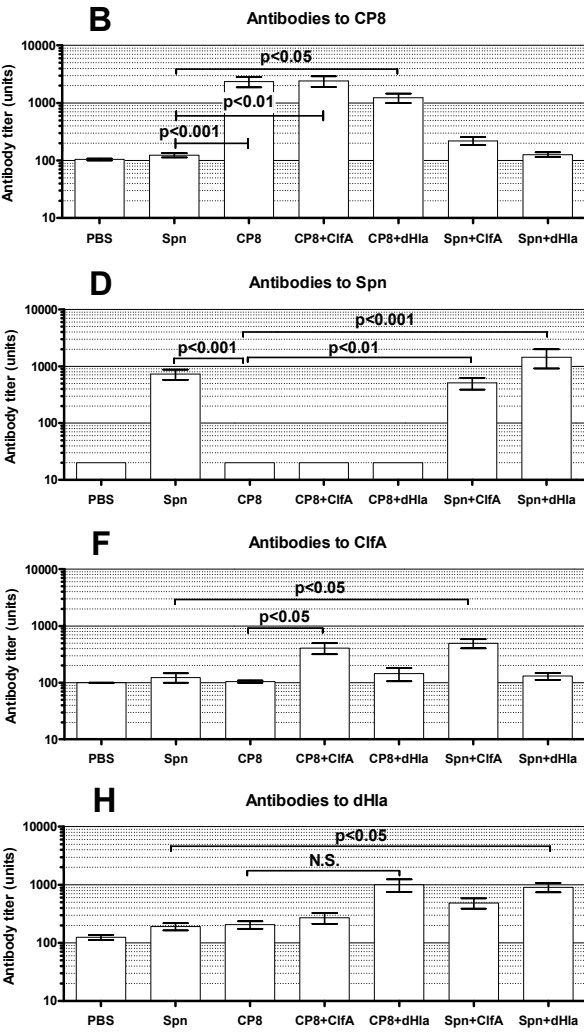 B
Antibodies to CP8
Antibody titer (units)
10000
1000
100
10
p<0.05
p<0.01
p<0.001
PBS Spn CP8 CP8+ClfA CP8+dHla Spn+ClfA Spn+dHla
D
Antibodies to Spn
Antibody titer (units)
10000
1000
100
10
p<0.001
p<0.001 p<0.01
PBS Spn CP8 CP8+ClfA CP8+dHla Spn+ClfA Spn+dHla
F
Antibodies to ClfA
Antibody titer (units)
10000
1000
100
10
p<0.05
p<0.05
PBS Spn CP8 CP8+ClfA CP8+dHla Spn+ClfA Spn+dHla
H
Antibodies to dHla
Antibody titer (units)
10000
1000
100
10
p<0.05
N.S.
PBS Spn CP8 CP8+ClfA CP8+dHla Spn+ClfA Spn+dHla